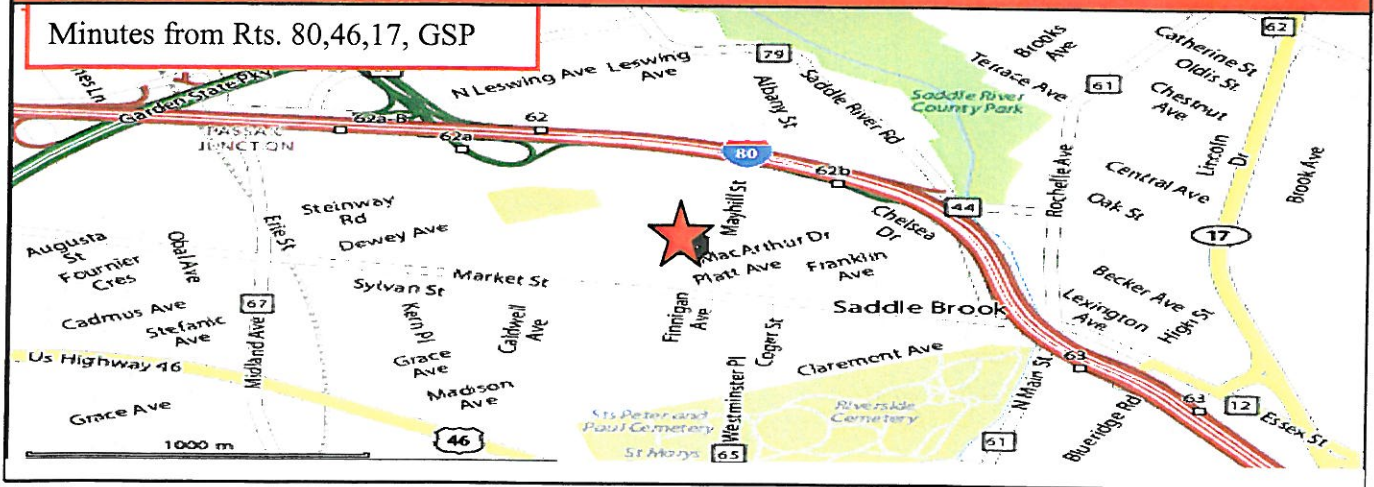 Minutes from Rts. 80,46,17, GSP
62
Brooks
Ave
Catherine St
Oldis St
79
N Leswing Ave
Leswing
Ave
Terrace Ave
61
Chestnut
Ave
Garden State Pky
Albany St
Saddle River Rd
Saddle River
County Park
62a-B
62
62a
PASSAIC
JUNCTION
80
62b
Lincoln
Dr
Brook Ave
Rochelle Ave
Central Ave
Oak St
44
Steinway
Rd
Mayhill St
Chelsea
Dr
17
Erie St
Dewey Ave
MacArthur Dr
Augusta
St
Obal Ave
Fournier
Cres
Market St
Platt Ave
Franklin
Ave
Sylvan St
Becker Ave
Cadmus Ave
67
Kern Pl
Caldwell
Ave
Finnigan
Ave
Saddle Brook
Lexington
Ave
High St
Stefanic
Ave
Coger St
Us Highway 46
Midland Ave
Grace
Ave
Claremont Ave
63
Madison
Ave
Westminster Pl
N Main St
Grace Ave
Sts Peter and
Paul Cemetery
Riverside
Cemetery
Blueridge Rd
63
12
Essex St
1000 m
46
St Marys
65
61